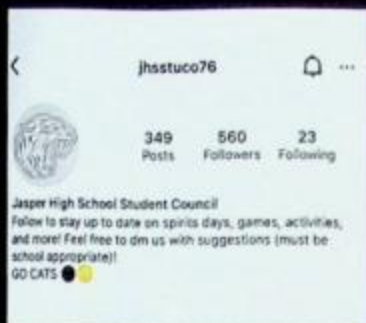 jhsstuco76
349 560 23
Posts Followers Following
Jasper High School Student Council
Follow to stay up to date on spirits days, games, activities,
and more! Feel free to dm us with suggestions (must be
school appropriate)!
GO CATS ⚫🟡